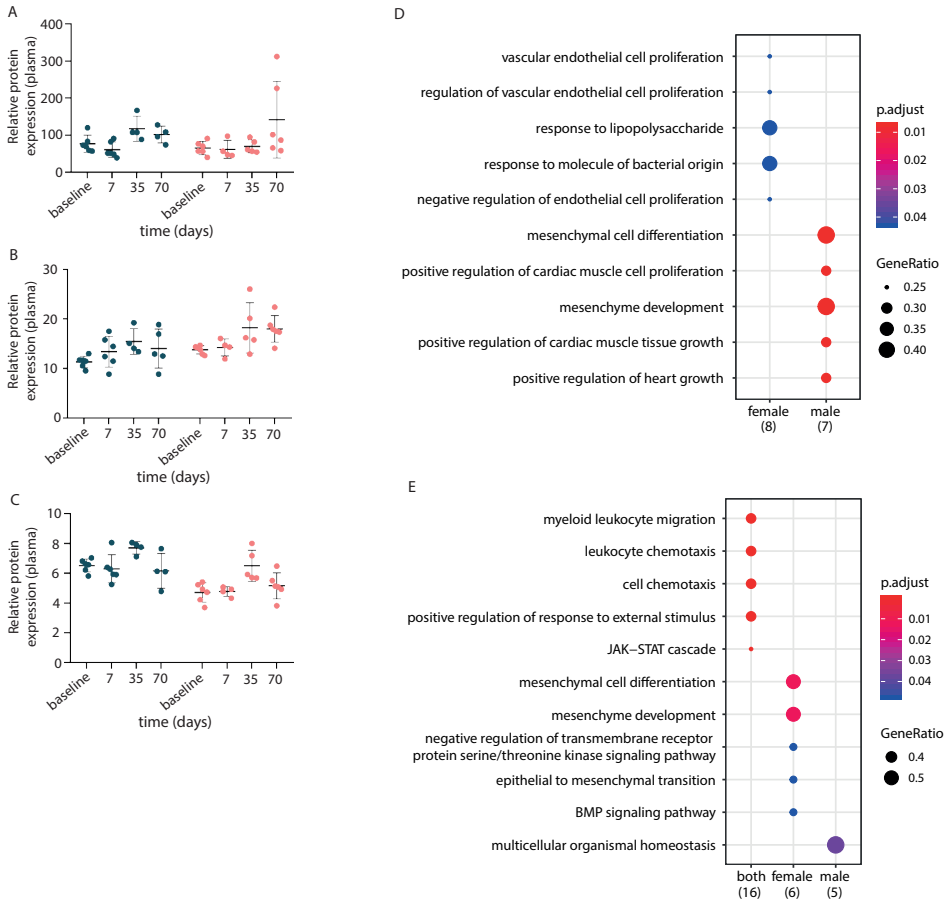 A
Relative protein
expression (plasma)
400
300
200
100
0
baseline
7
35
70
baseline
7
35
70
time (days)
B
Relative protein
expression (plasma)
30
20
10
0
baseline
7
35
70
baseline
7
35
70
time (days)
C
Relative protein
expression (plasma)
10
8
6
4
2
0
baseline
7
35
70
baseline
7
35
70
time (days)
D
vascular endothelial cell proliferation
regulation of vascular endothelial cell proliferation
response to lipopolysaccharide
response to molecule of bacterial origin
negative regulation of endothelial cell proliferation
mesenchymal cell differentiation
positive regulation of cardiac muscle cell proliferation
mesenchyme development
positive regulation of cardiac muscle tissue growth
positive regulation of heart growth
female
(8)
male
(7)
p.adjust
0.01
0.02
0.03
0.04
GeneRatio
0.25
0.30
0.35
0.40
E
myeloid leukocyte migration
leukocyte chemotaxis
cell chemotaxis
positive regulation of response to external stimulus
JAK−STAT cascade
mesenchymal cell differentiation
mesenchyme development
negative regulation of transmembrane receptor
protein serine/threonine kinase signaling pathway
epithelial to mesenchymal transition
BMP signaling pathway
multicellular organismal homeostasis
both
(16)
female
(6)
male
(5)
p.adjust
0.01
0.02
0.03
0.04
GeneRatio
0.4
0.5